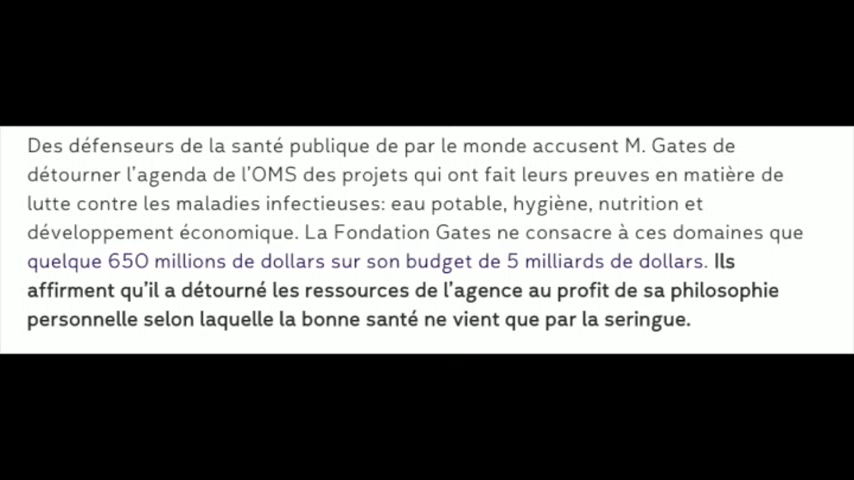 Des défenseurs de la santé publique de par le monde accusent M. Gates de
détourner l'agenda de l'OMS des projets qui ont fait leurs preuves en matière de
lutte contre les maladies infectieuses: eau potable, hygiène, nutrition et
développement économique. La Fondation Gates ne consacre à ces domaines que
quelque 650 millions de dollars sur son budget de 5 milliards de dollars. Ils
affirment qu'il a détourné les ressources de l'agence au profit de sa philosophie
personnelle selon laquelle la bonne santé ne vient que par la seringue.